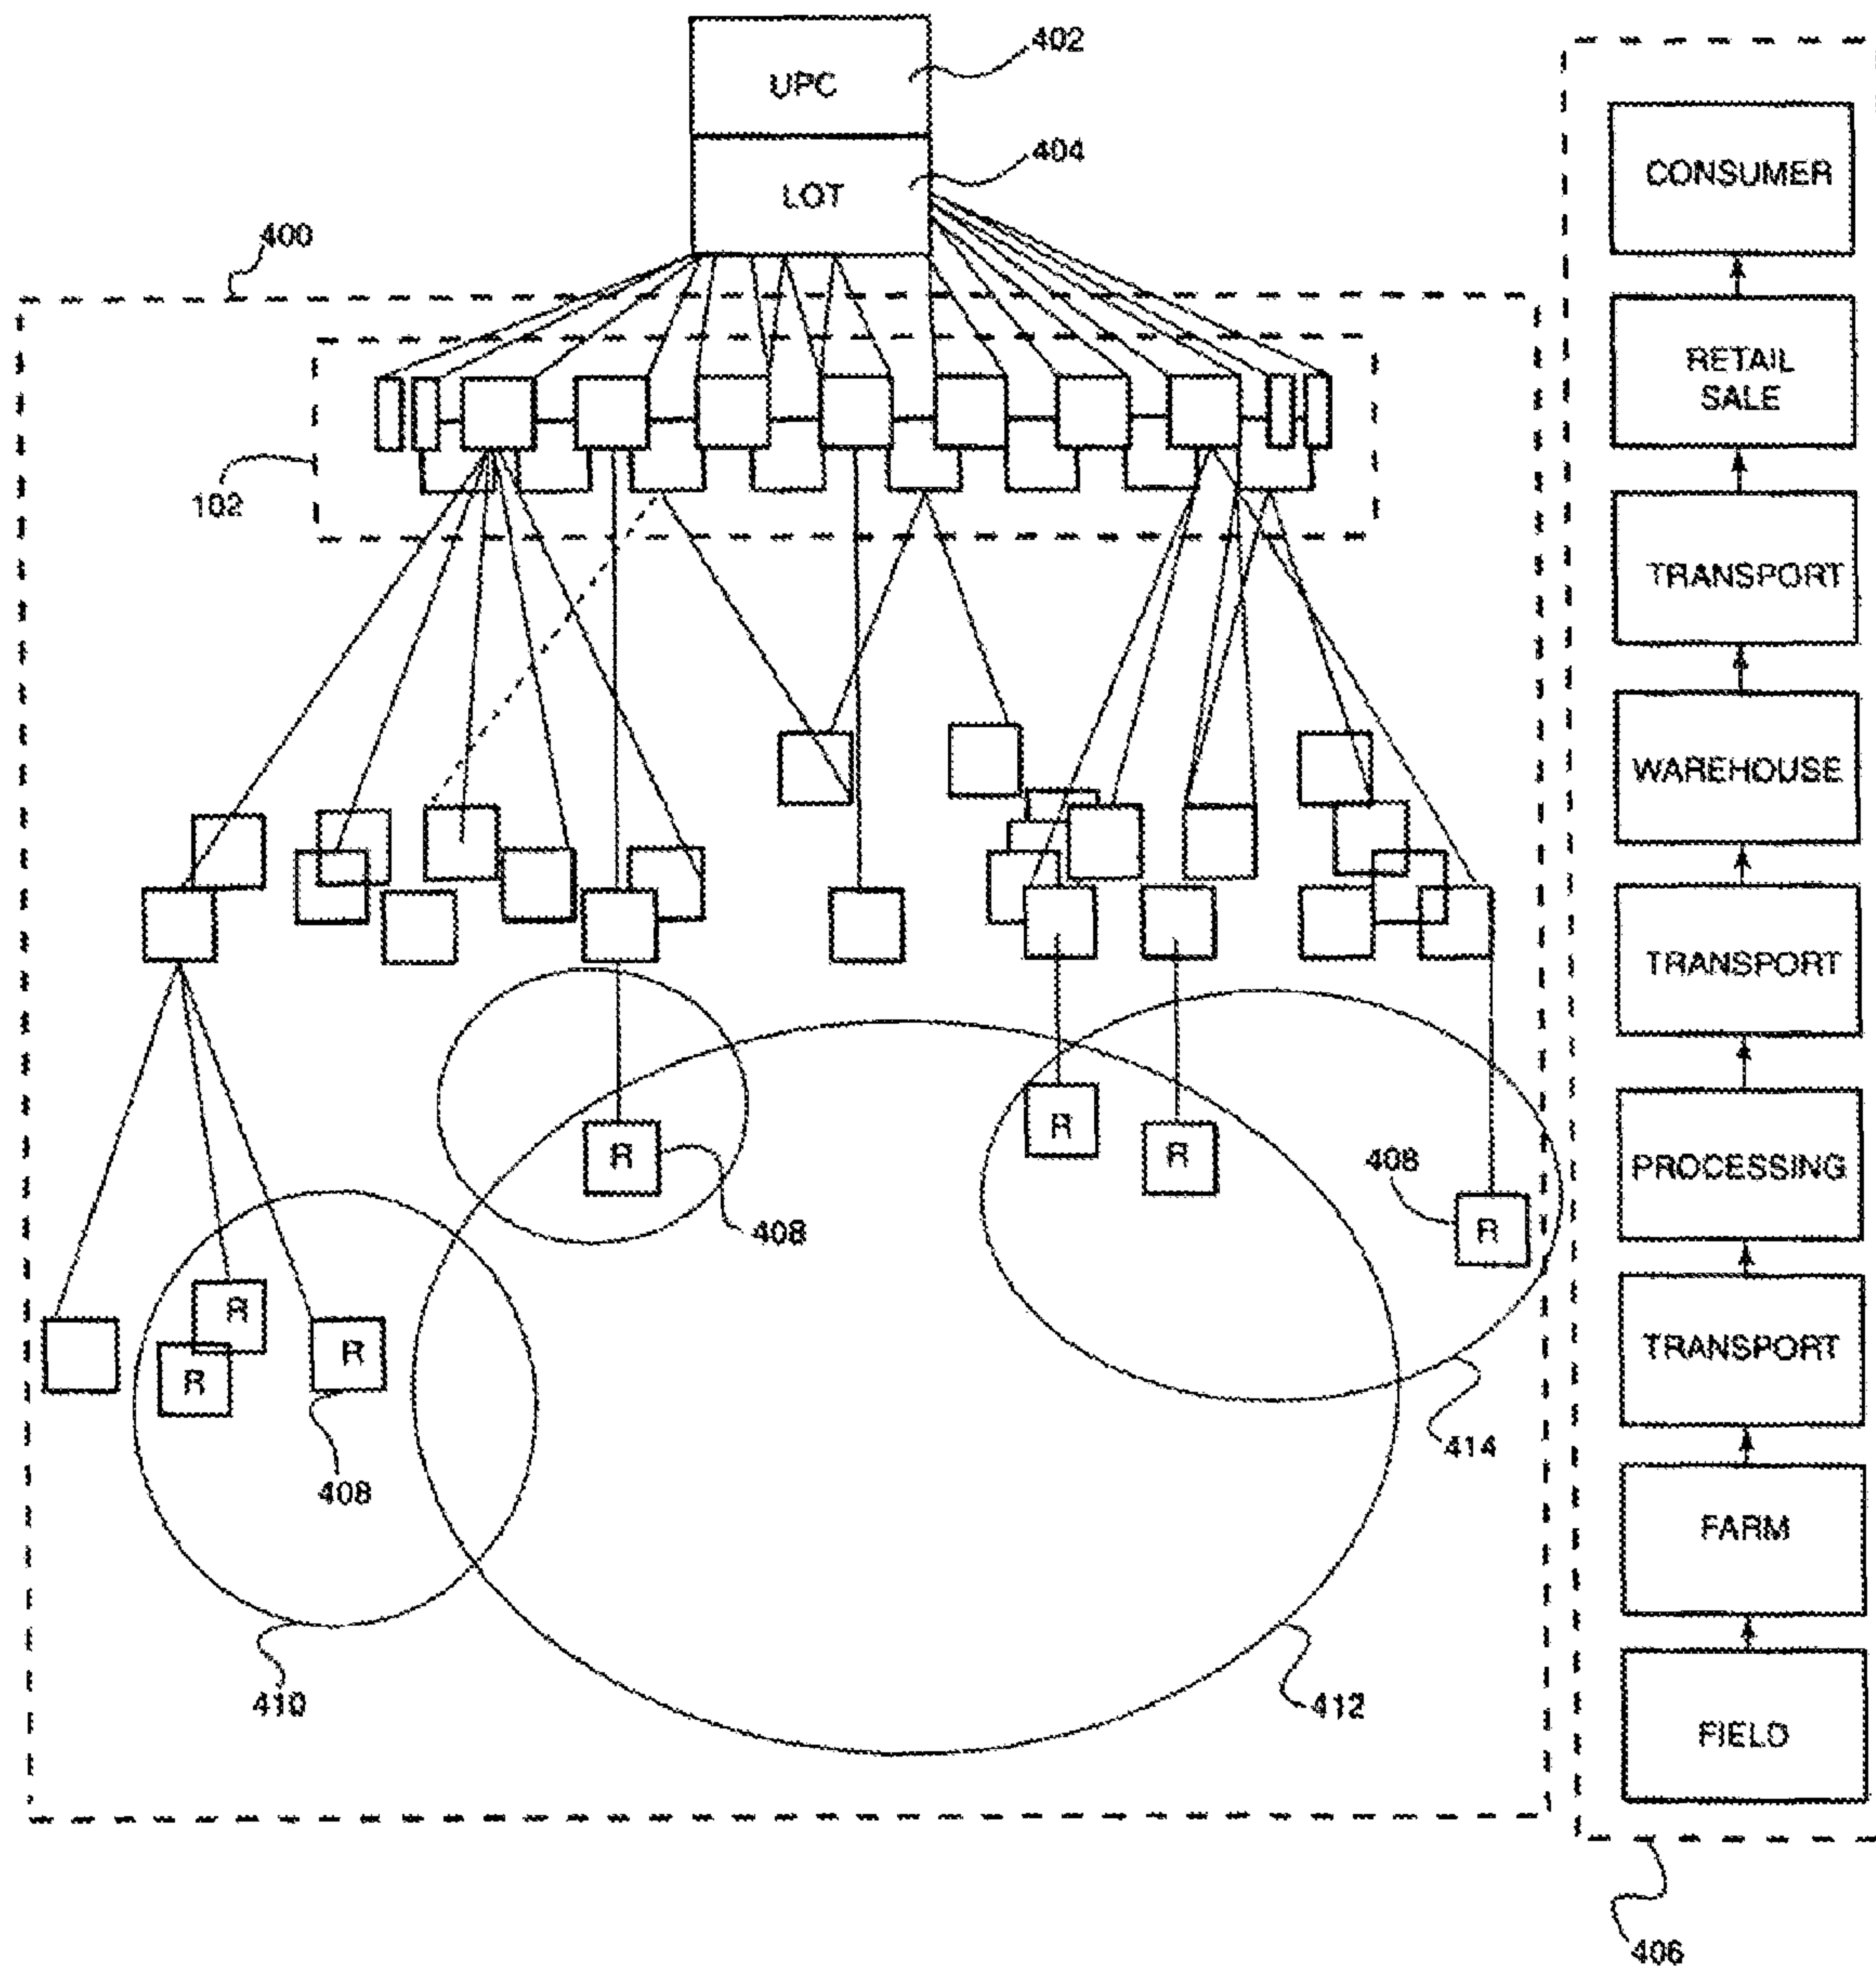 402
UPC
404
LOT
400
102
CONSUMER
RETAIL
SALE
TRANSPORT
WAREHOUSE
TRANSPORT
PROCESSING
TRANSPORT
FARM
FIELD
R
R
R
408
408
R
R
R
R
408
414
410
412
406